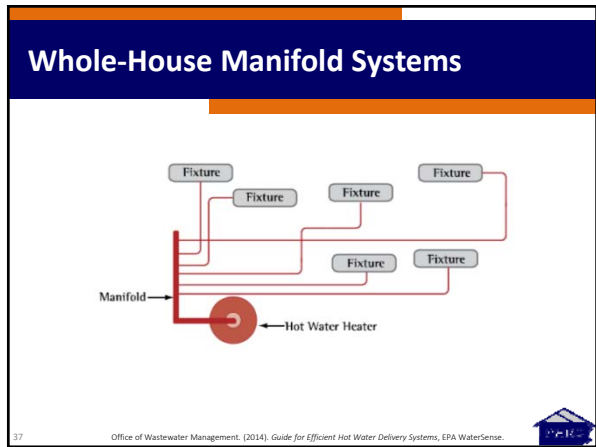 Whole-House Manifold Systems
Fixture
Fixture
Fixture
Fixture
Fixture
Fixture
Manifold
Hot Water Heater
37
Office of Wastewater Management. (2014). Guide for Efficient Hot Water Delivery Systems, EPA WaterSense.